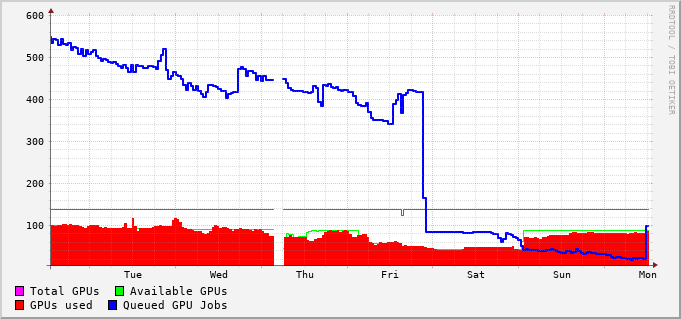 600
500
400
300
200
100
Tue Wed Thu Fri Sat Sun Mon
Total GPUs Available GPUs
GPUs used Queued GPU Jobs
RRDTOOL / TOBI OETIKER